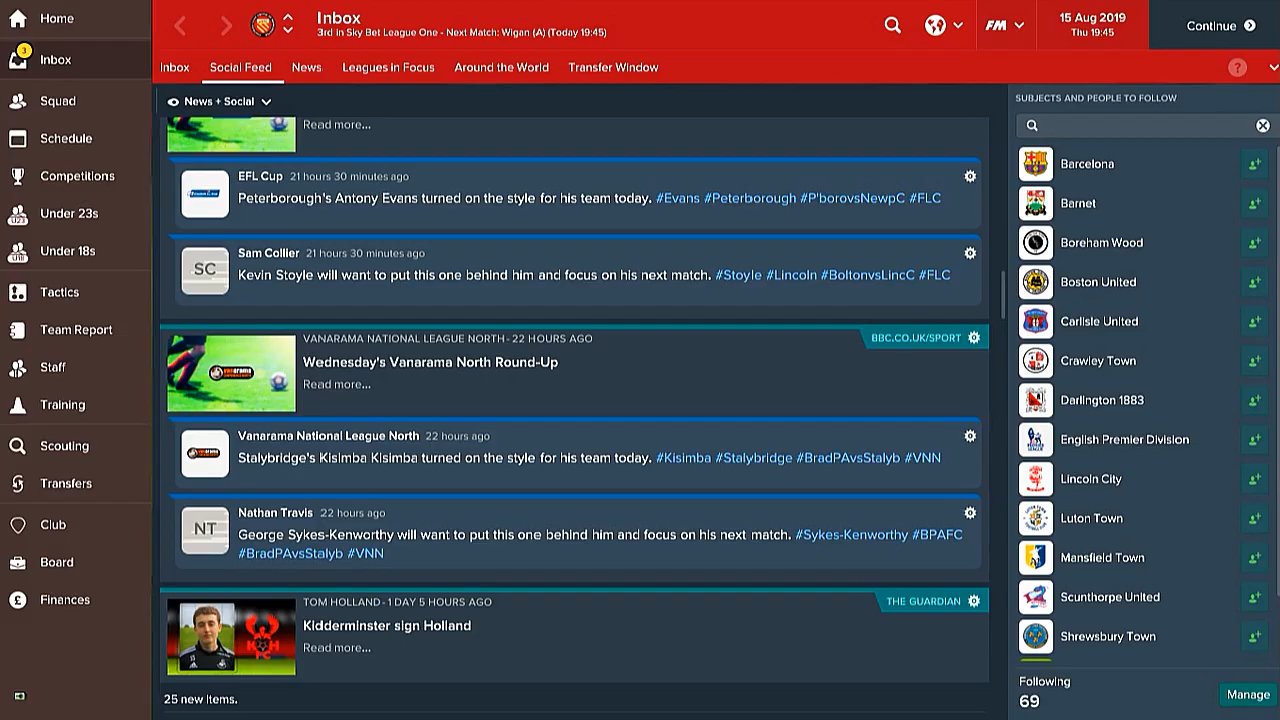 Home
3
Inbox
Squad
Schedule
Competitions
Under 23s
Under 18s
Tactics
Team Report
Staff
Training
Scouting
Transfers
Club
Board
Finances
Inbox
3rd in Sky Bet League One - Next Match: Wigan (A) (Today 19:45)
FM
15 Aug 2019
Thu 19:45
Continue
Inbox
Social Feed
News
Leagues in Focus
Around the World
Transfer Window
?
News + Social
Read more...
EFL Cup 21 hours 30 minutes ago
Peterborough's Antony Evans turned on the style for his team today. #Evans #Peterborough #P'borovsNewpC #FLC
SC
Sam Collier 21 hours 30 minutes ago
Kevin Stoyle will want to put this one behind him and focus on his next match. #Stoyle #Lincoln #BoltonvsLincC #FLC
VANARAMA NATIONAL LEAGUE NORTH - 22 HOURS AGO
BBC.CO.UK/SPORT
Wednesday's Vanarama North Round-Up
Read more...
Vanarama National League North 22 hours ago
Stalybridge's Kisimba Kisimba turned on the style for his team today. #Kisimba #Stalybridge #BradPAvsStalyb #VNN
NT
Nathan Travis 22 hours ago
George Sykes-Kenworthy will want to put this one behind him and focus on his next match. #Sykes-Kenworthy #BPAFC
#BradPAvsStalyb #VNN
TOM HOLLAND - 1 DAY 5 HOURS AGO
THE GUARDIAN
Kidderminster sign Holland
Read more...
25 new items.
SUBJECTS AND PEOPLE TO FOLLOW
Barcelona
Barnet
Boreham Wood
Boston United
Carlisle United
Crawley Town
Darlington 1883
English Premier Division
Lincoln City
Luton Town
Mansfield Town
Scunthorpe United
Shrewsbury Town
Following
69
Manage